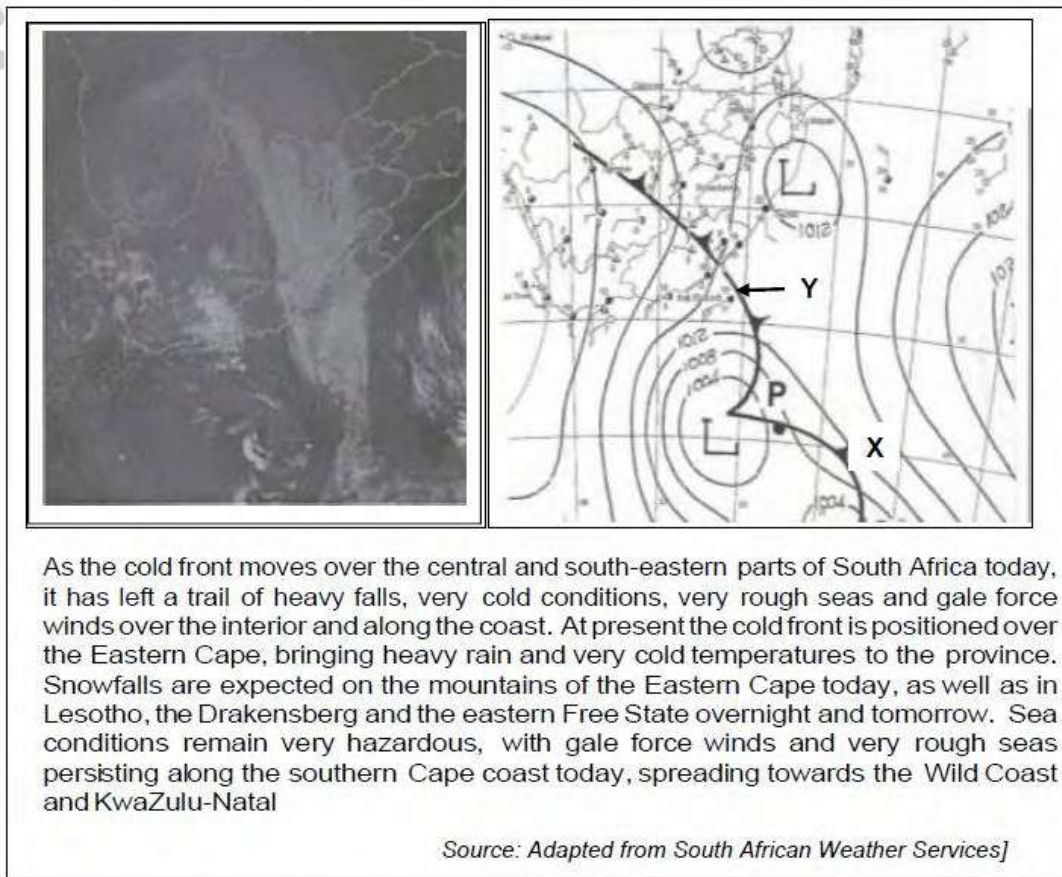 L
1012
Y
1024
1012
1008
1004
P
L
X
1004
As the cold front moves over the central and south-eastern parts of South Africa today,
it has left a trail of heavy falls, very cold conditions, very rough seas and gale force
winds over the interior and along the coast. At present the cold front is positioned over
the Eastern Cape, bringing heavy rain and very cold temperatures to the province.
Snowfalls are expected on the mountains of the Eastern Cape today, as well as in
Lesotho, the Drakensberg and the eastern Free State overnight and tomorrow. Sea
conditions remain very hazardous, with gale force winds and very rough seas
persisting along the southern Cape coast today, spreading towards the Wild Coast
and KwaZulu-Natal
Source: Adapted from South African Weather Services]